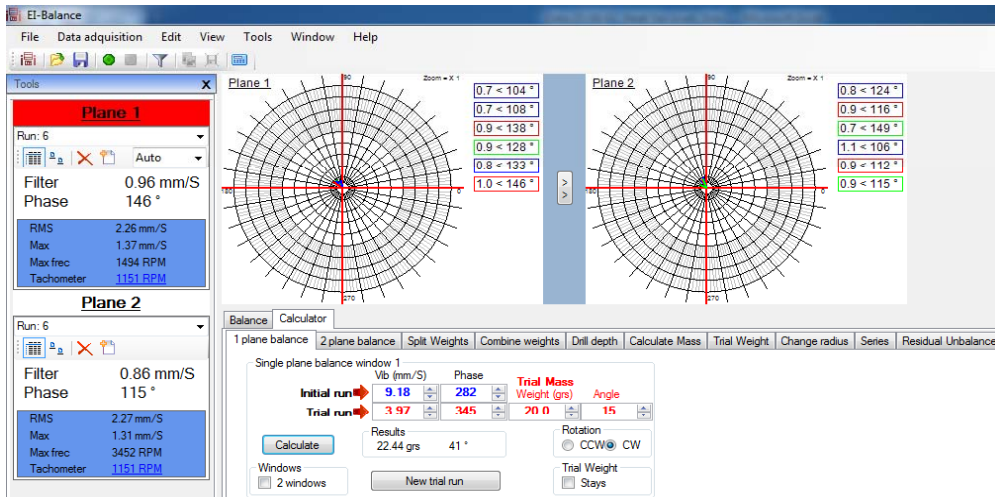 EI-Balance
File Data adquisition Edit View Tools Window Help
Tools X
Plane 1
Run: 6
Auto
Filter 0.96 mm/S
Phase 146 °
RMS 2.26 mm/S
Max 1.37 mm/S
Max frec 1494 RPM
Tachometer 1151 RPM
Plane 2
Run: 6
Filter 0.86 mm/S
Phase 115 °
RMS 2.27 mm/S
Max 1.31 mm/S
Max frec 3452 RPM
Tachometer 1151 RPM
Plane 1 90 Zoom = X 1
0.7 < 104 °
0.7 < 108 °
0.9 < 138 °
0.9 < 128 °
0.8 < 133 °
1.0 < 146 °
180 0
270
>
>
Plane 2 90 Zoom = X 1
0.8 < 124 °
0.9 < 116 °
0.7 < 149 °
1.1 < 106 °
0.9 < 112 °
0.9 < 115 °
180 0
270
Balance Calculator
1 plane balance 2 plane balance Split Weights Combine weights Drill depth Calculate Mass Trial Weight Change radius Series Residual Unbalance
Single plane balance window 1
Vib (mm/S) Phase Trial Mass
Weight (grs) Angle
Initial run 9.18 282
Trial run 3.97 345 20.0 15
Calculate
Results
22.44 grs 41 °
Rotation
CCW CW
Windows
2 windows
New trial run
Trial Weight
Stays